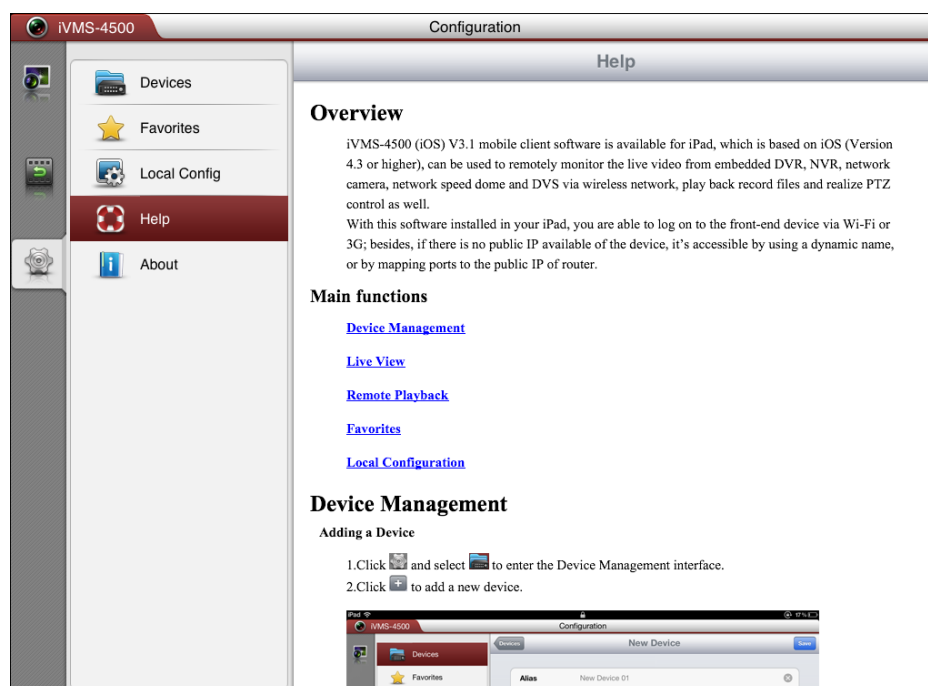 iVMS-4500
Configuration
Help
Devices
Favorites
Local Config
Help
About
Overview
iVMS-4500 (iOS) V3.1 mobile client software is available for iPad, which is based on iOS (Version
4.3 or higher), can be used to remotely monitor the live video from embedded DVR, NVR, network
camera, network speed dome and DVS via wireless network, play back record files and realize PTZ
control as well.
With this software installed in your iPad, you are able to log on to the front-end device via Wi-Fi or
3G; besides, if there is no public IP available of the device, it's accessible by using a dynamic name,
or by mapping ports to the public IP of router.
Main functions
Device Management
Live View
Remote Playback
Favorites
Local Configuration
Device Management
Adding a Device
1.Click and select to enter the Device Management interface.
2.Click to add a new device.
iPad 17%
iVMS-4500 Configuration
Devices New Device Save
Devices
Favorites
Alias New Device 01